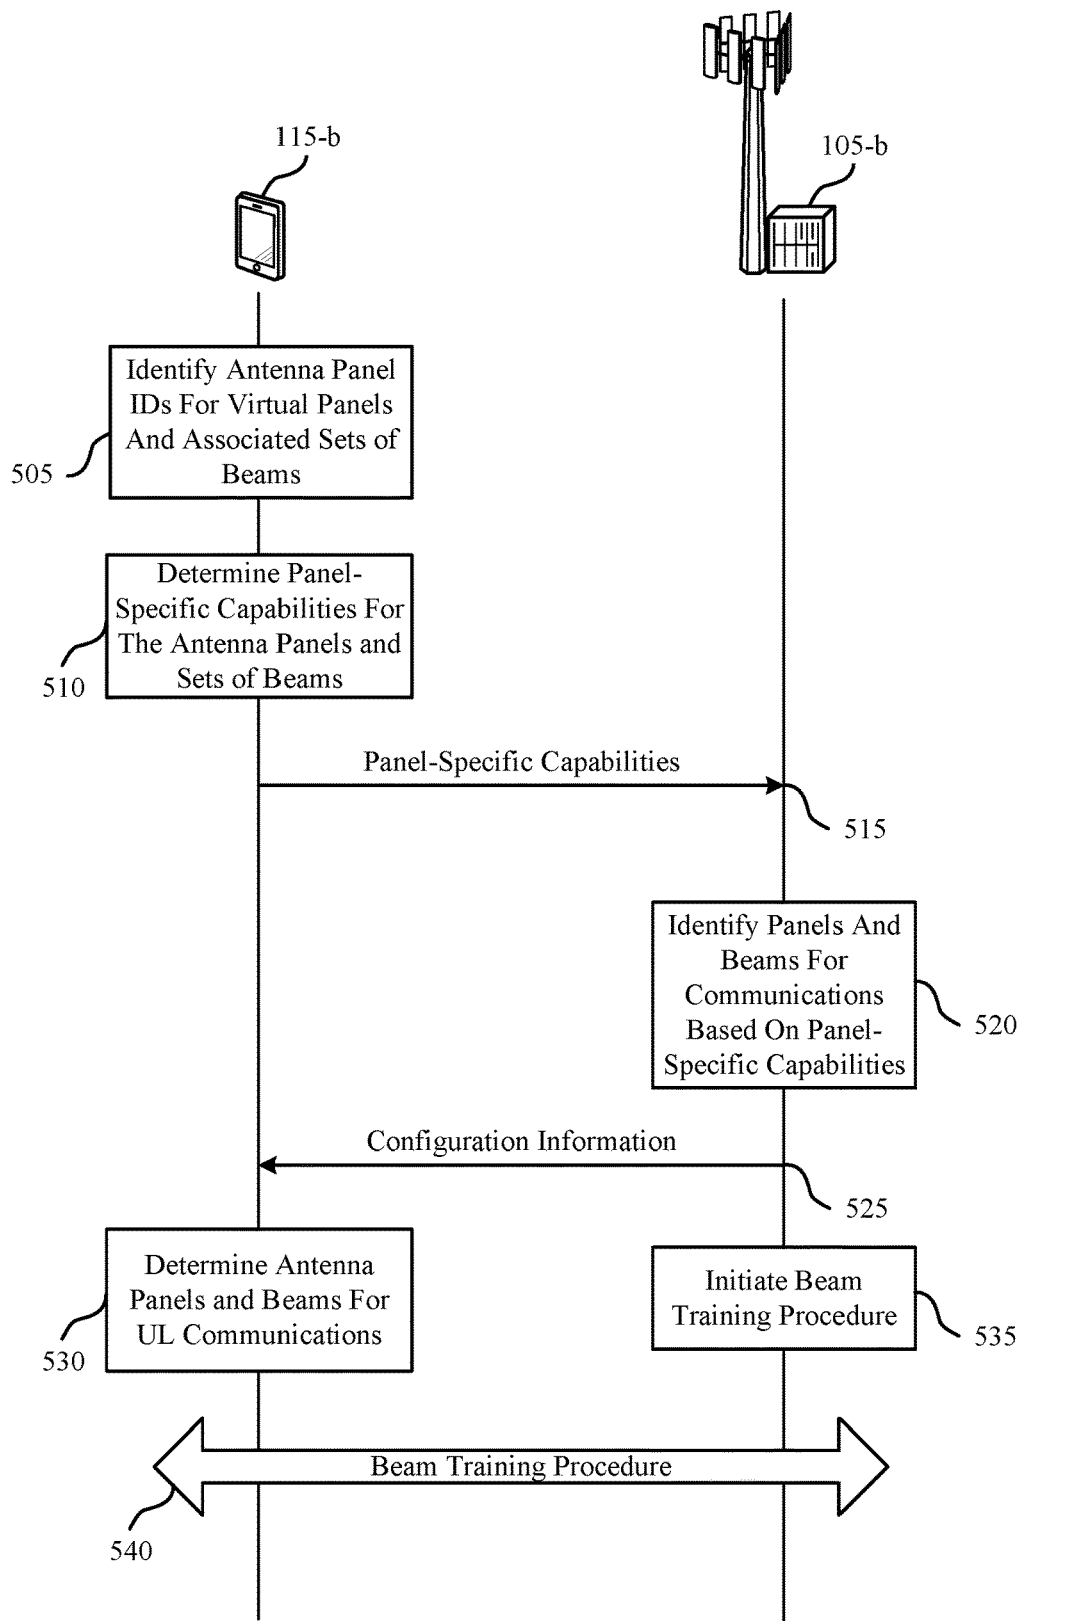 115-b
105-b
Identify Antenna Panel
IDs For Virtual Panels
And Associated Sets of
Beams
505
Determine Panel-
Specific Capabilities For
The Antenna Panels and
Sets of Beams
510
Panel-Specific Capabilities
515
Identify Panels And
Beams For
Communications
Based On Panel-
Specific Capabilities
520
Configuration Information
525
Determine Antenna
Panels and Beams For
UL Communications
530
Initiate Beam
Training Procedure
535
Beam Training Procedure
540